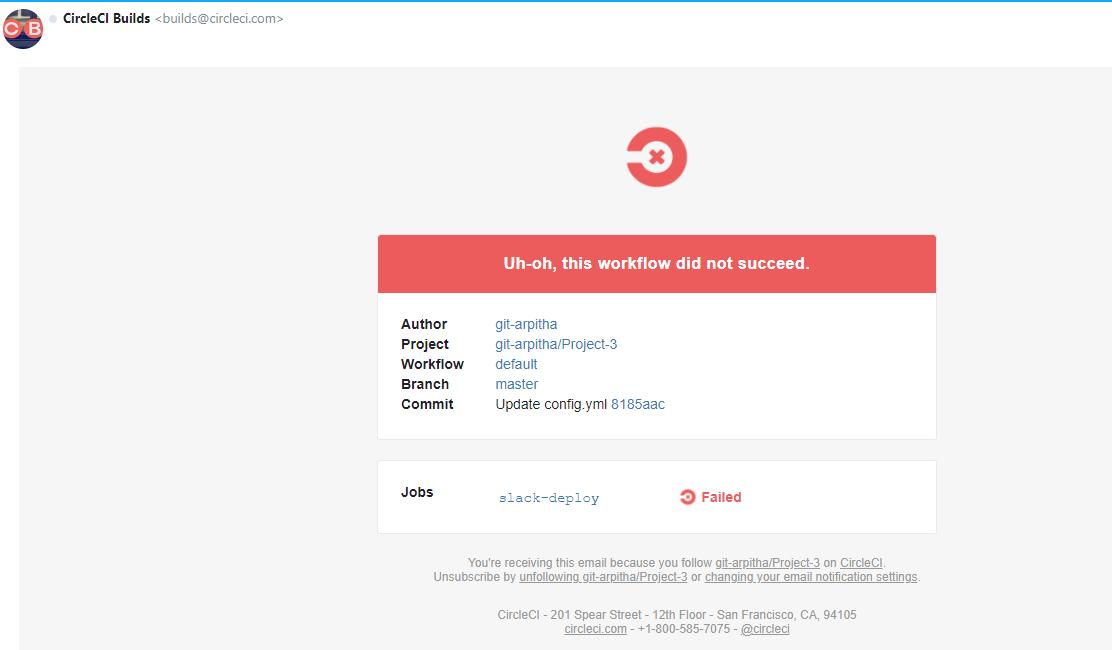 CB
CircleCI Builds <builds@circleci.com>
Uh-oh, this workflow did not succeed.
Author git-arpitha
Project git-arpitha/Project-3
Workflow default
Branch master
Commit Update config.yml 8185aac
Jobs slack-deploy Failed
You're receiving this email because you follow git-arpitha/Project-3 on CircleCI.
Unsubscribe by unfollowing git-arpitha/Project-3 or changing your email notification settings.
CircleCI - 201 Spear Street - 12th Floor - San Francisco, CA, 94105
circleci.com - +1-800-585-7075 - @circleci